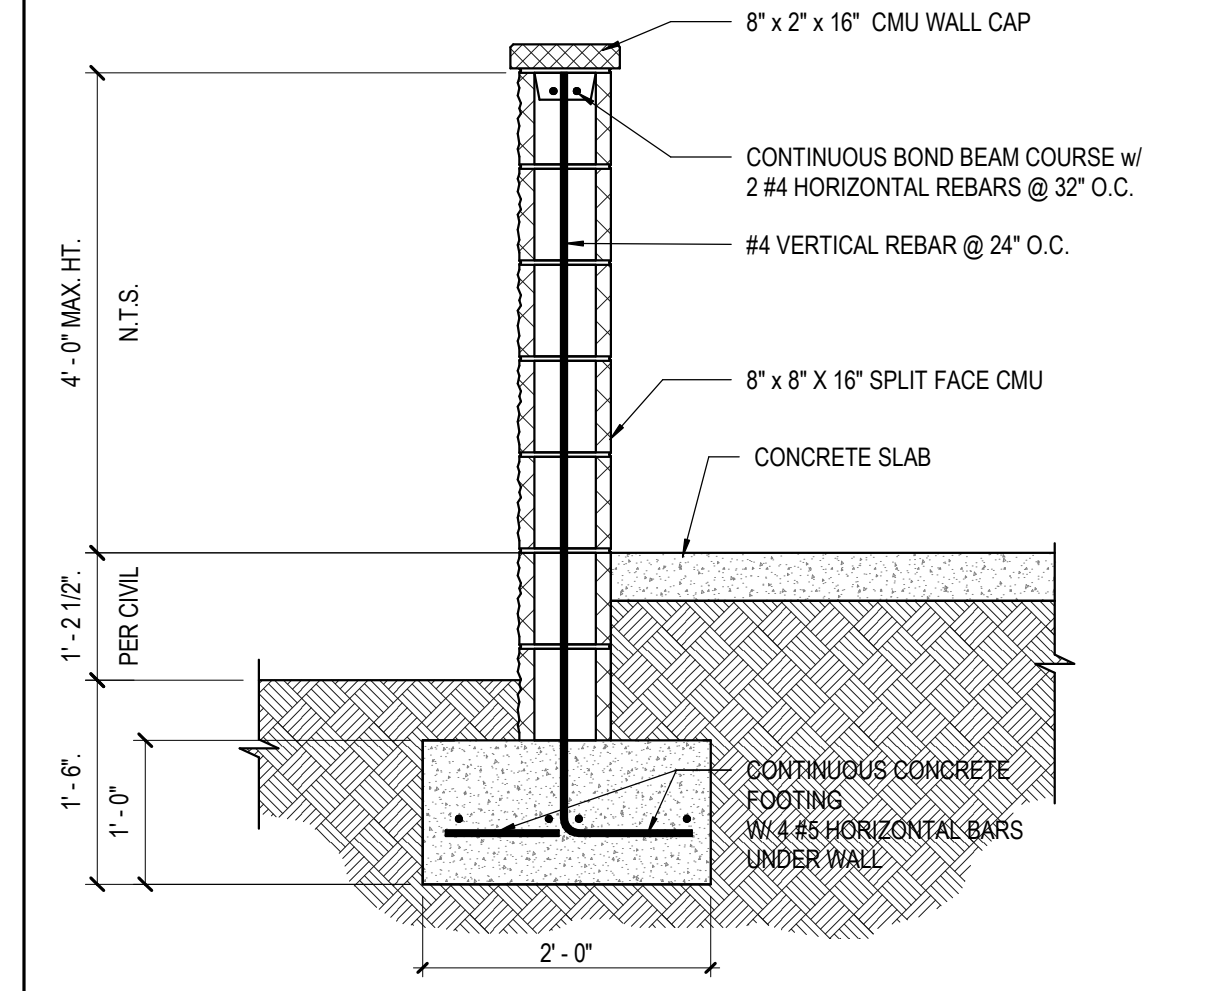 8" x 2" x 16" CMU WALL CAP
CONTINUOUS BOND BEAM COURSE w/
2 #4 HORIZONTAL REBARS @ 32" O.C.
#4 VERTICAL REBAR @ 24" O.C.
4' - 0" MAX. HT.
N.T.S.
8" x 8" X 16" SPLIT FACE CMU
CONCRETE SLAB
1' - 2 1/2".
PER CIVIL
1' - 6".
1' - 0"
CONTINUOUS CONCRETE
FOOTING
W/ 4 #5 HORIZONTAL BARS
UNDER WALL
2' - 0"